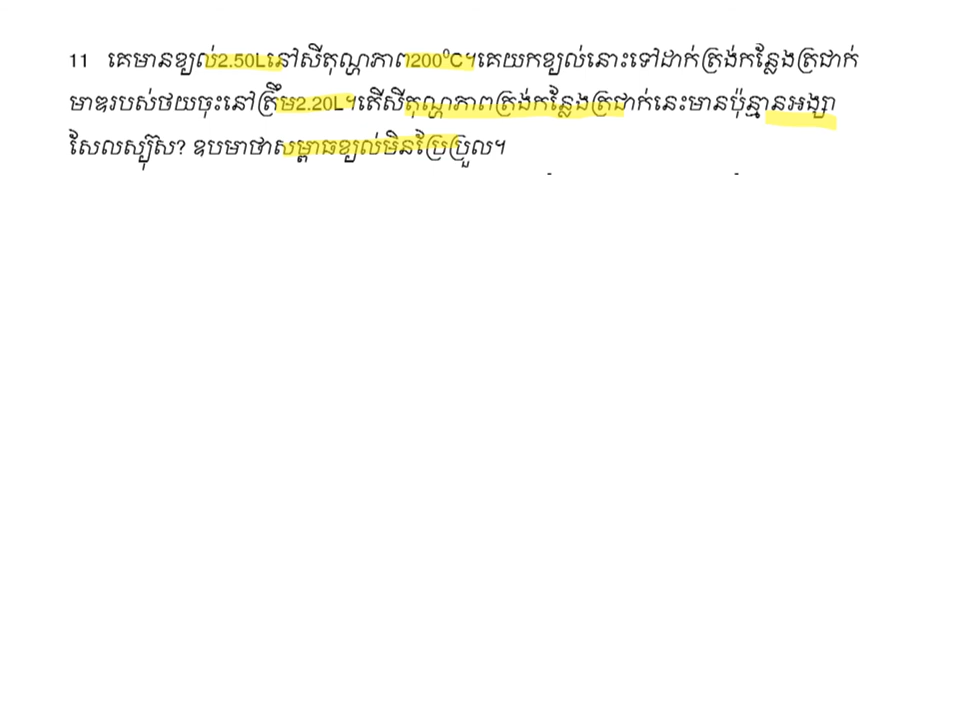 11 គេមានខ្យល់2.50Lនៅសីតុណ្ហភាព200⁰C។គេយកខ្យល់នោះទៅដាក់ត្រង់កន្លែងត្រជាក់
មាឌរបស់ថយចុះនៅត្រឹម2.20L។តើសីតុណ្ហភាពត្រង់កន្លែងត្រជាក់នេះមានប៉ុន្មានអង្សា
សែលស្យុីស? ឧបមាថាសម្ពាធខ្យល់មិនប្រែប្រួល។